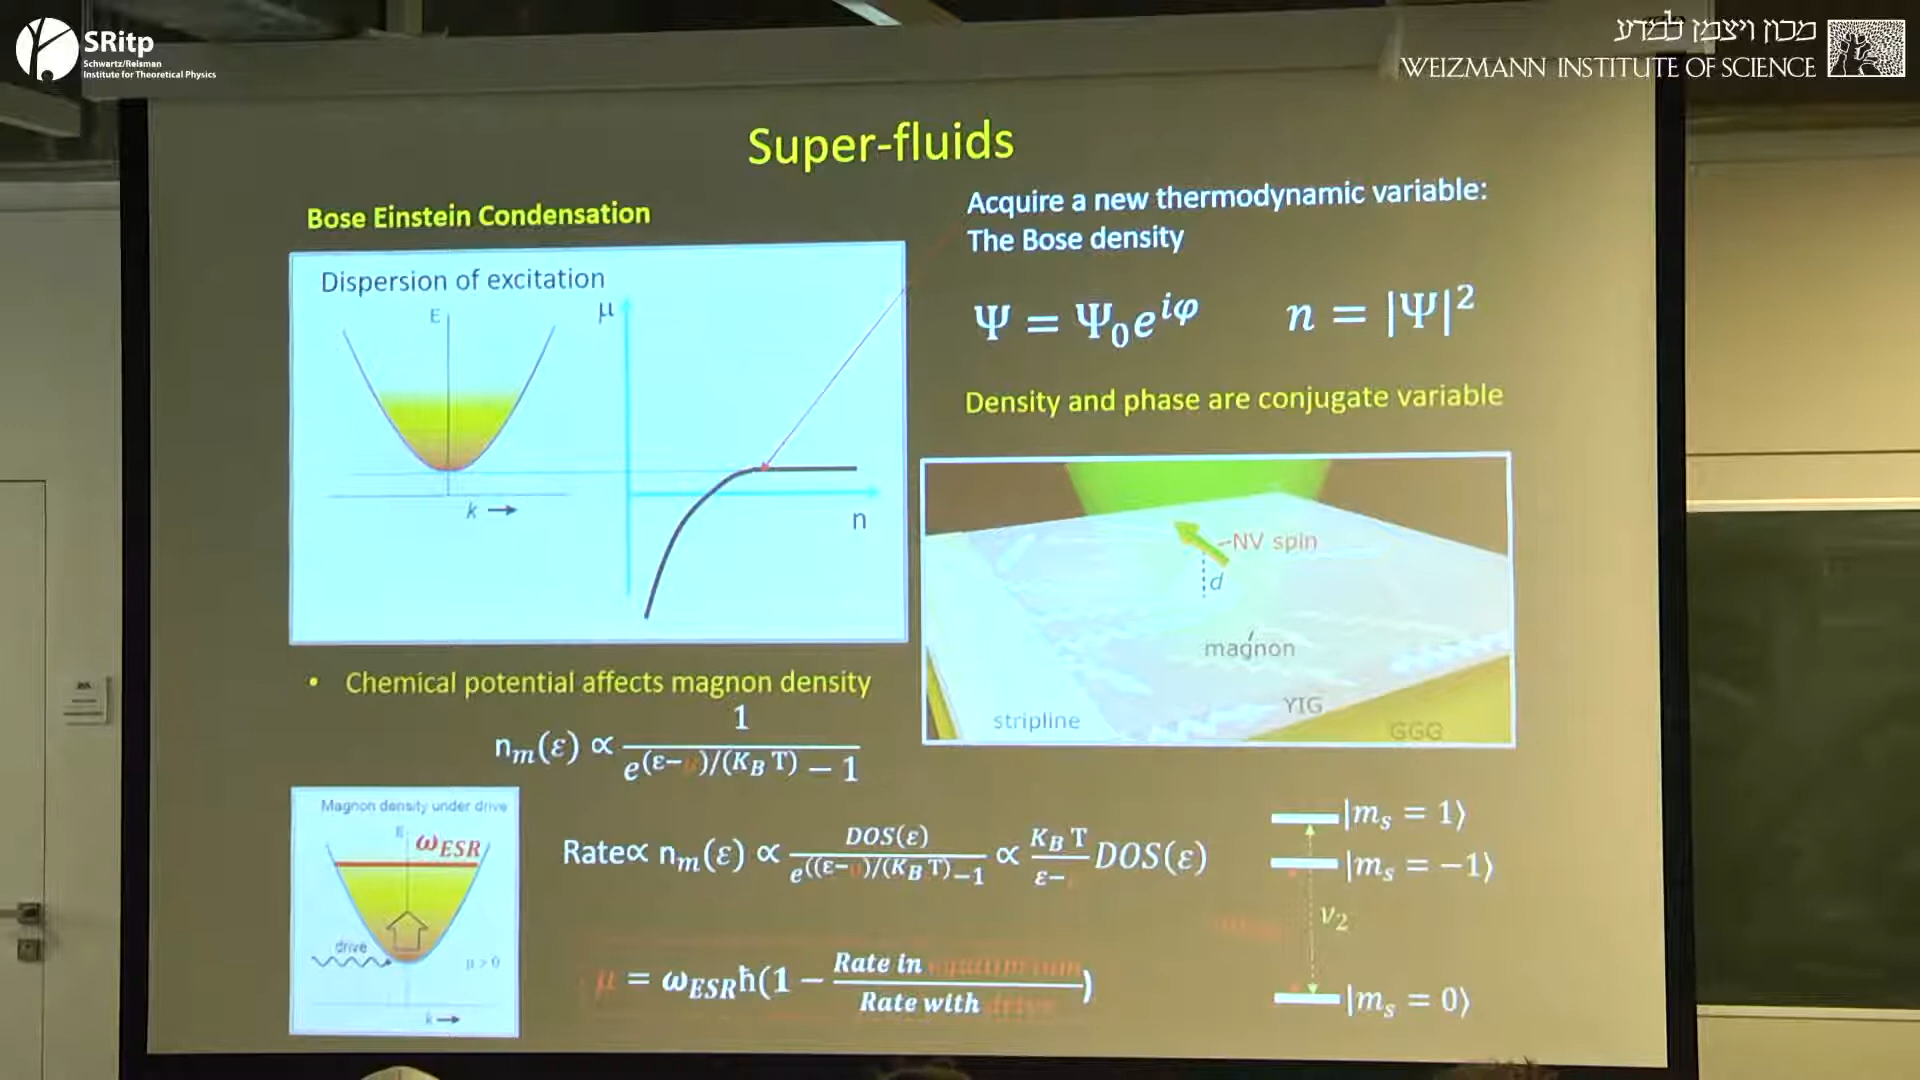 SRitp
Schwartz/Reisman
Institute for Theoretical Physics
מכון ויצמן למדע
WEIZMANN INSTITUTE OF SCIENCE
Super-fluids
Bose Einstein Condensation
Dispersion of excitation
E
μ
k →
n
Acquire a new thermodynamic variable:
The Bose density
Ψ = Ψ₀e^{iφ}  n = |Ψ|²
Density and phase are conjugate variable
NV spin
d
magnon
YIG
stripline
GGG
• Chemical potential affects magnon density
n_m(ε) ∝ 1 / (e^{(ε−μ)/(K_B T)} − 1)
Magnon density under drive
E
ω_ESR
drive
μ > 0
k →
Rate∝ n_m(ε) ∝ DOS(ε) / e^{((ε−μ)/(K_B T)−1} ∝ K_B T / ε− DOS(ε)
μ = ω_ESR ħ(1 − Rate in equilibrium / Rate with drive)
|m_s = 1⟩
|m_s = −1⟩
ν₂
|m_s = 0⟩